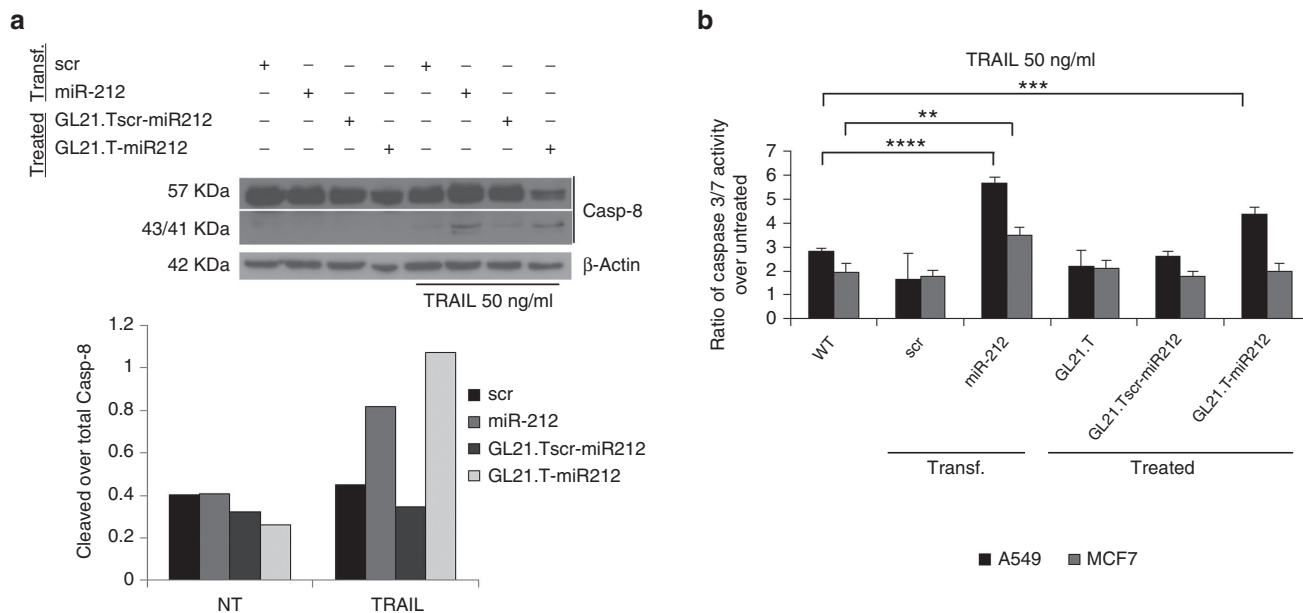 a
Transf.
scr + – – – + – – –
miR-212 – + – – – + – –
Treated
GL21.Tscr-miR212 – – + – – – + –
GL21.T-miR212 – – – + – – – +
57 KDa
Casp-8
43/41 KDa
42 KDa
β-Actin
TRAIL 50 ng/ml
Cleaved over total Casp-8
1.2
1
0.8
0.6
0.4
0.2
0
NT
TRAIL
scr
miR-212
GL21.Tscr-miR212
GL21.T-miR212
b
TRAIL 50 ng/ml
***
**
****
Ratio of caspase 3/7 activity
over untreated
7
6
5
4
3
2
1
0
WT
scr
miR-212
GL21.T
GL21.Tscr-miR212
GL21.T-miR212
Transf.
Treated
A549
MCF7